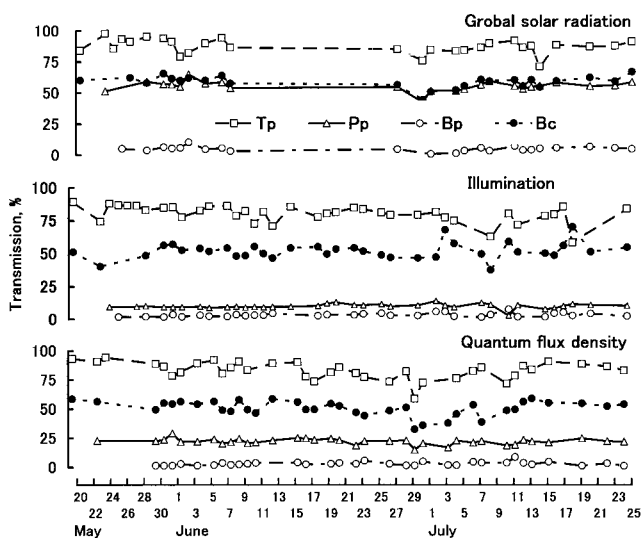 Grobal solar radiation
100
75
50
25
0
Tp Pp Bp Bc
Illumination
100
75
50
25
0
Transmission, %
Quantum flux density
100
75
50
25
0
20 24 28 1 5 9 13 17 21 25 29 1 5 9 13 17 21 25
22 26 30 3 7 11 15 19 23 27 3 7 11 15 19 23
May June July